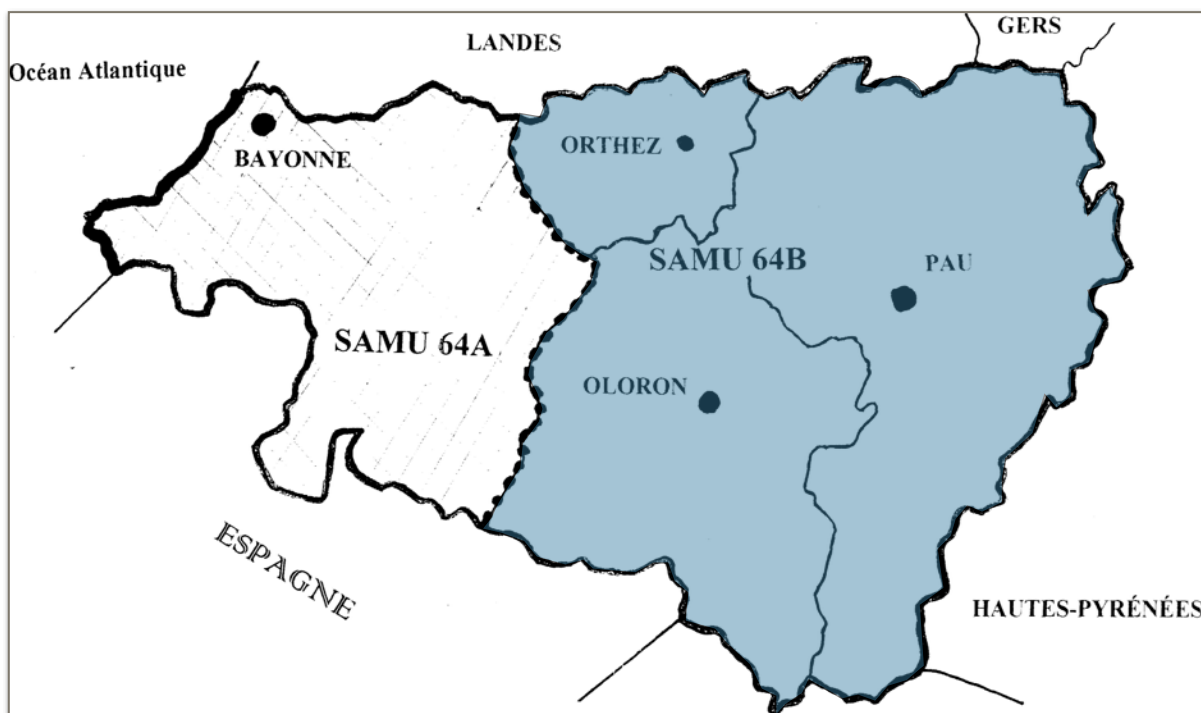 GERS
LANDES
Océan Atlantique
BAYONNE
ORTHEZ
SAMU 64B
PAU
SAMU 64A
OLORON
ESPAGNE
HAUTES-PYRÉNÉES